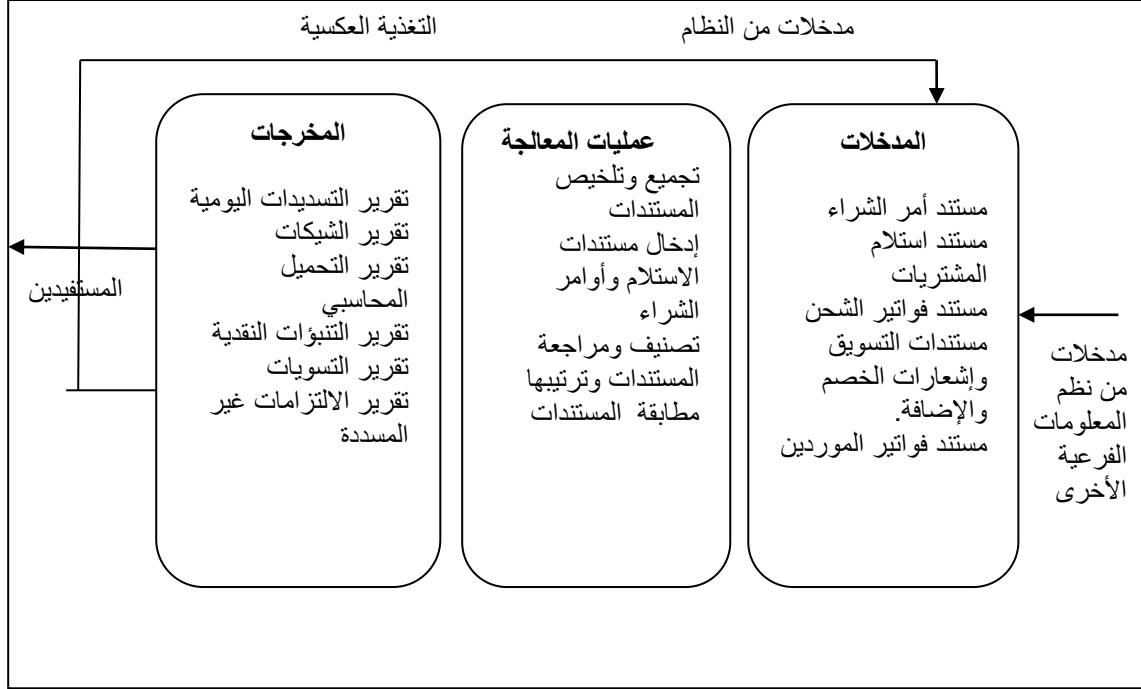 مدخلات من النظام
التغذية العكسية
المدخلات
مستند أمر الشراء
مستند استلام
المشتريات
مستند فواتير الشحن
مستندات التسويق
وإشعارات الخصم
والإضافة.
مستند فواتير الموردين
عمليات المعالجة
تجميع وتلخيص
المستندات
إدخال مستندات
الاستلام وأوامر
الشراء
تصنيف ومراجعة
المستندات وترتيبها
مطابقة المستندات
المخرجات
تقرير التسديدات اليومية
تقرير الشيكات
تقرير التحميل
المحاسبي
تقرير التنبؤات النقدية
تقرير التسويات
تقرير الالتزامات غير
المسددة
مدخلات
من نظم
المعلومات
الفرعية
الأخرى
المستفيدين